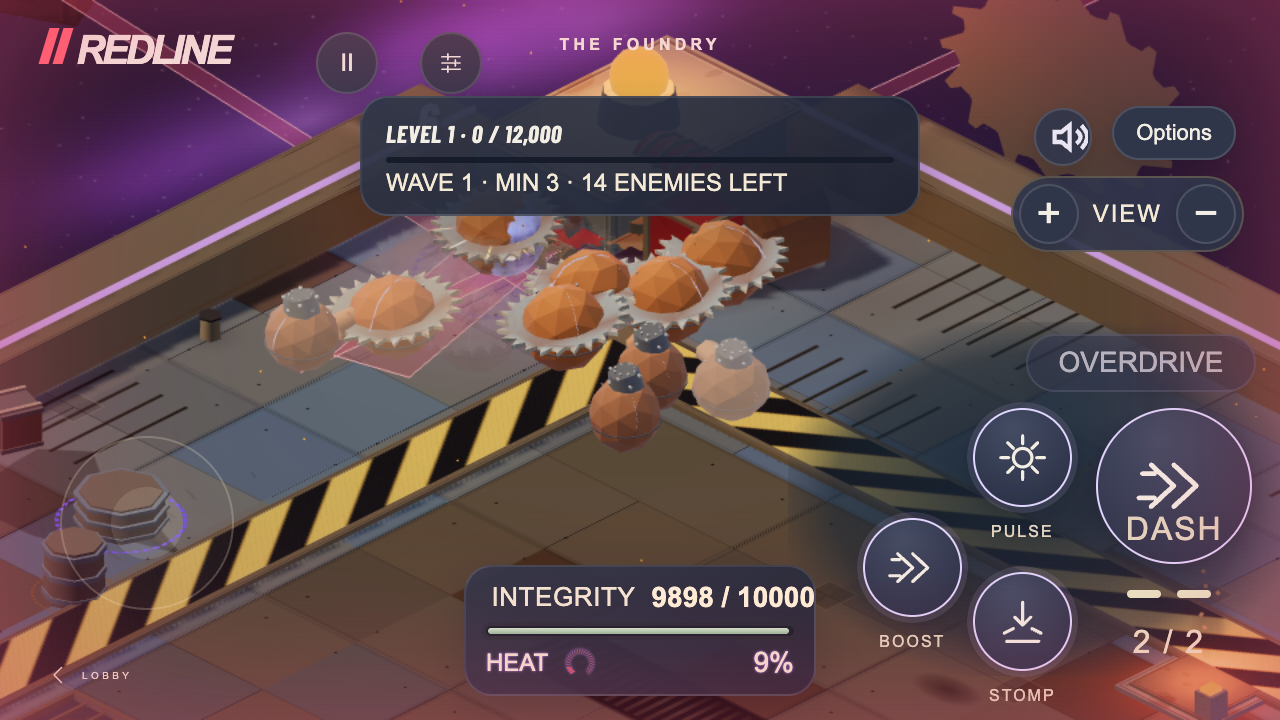 REDLINE
THE FOUNDRY
LEVEL 1 · 0 / 12,000
WAVE 1 · MIN 3 · 14 ENEMIES LEFT
Options
+ VIEW −
OVERDRIVE
PULSE
DASH
BOOST
2 / 2
STOMP
INTEGRITY 9898 / 10000
HEAT 9%
LOBBY